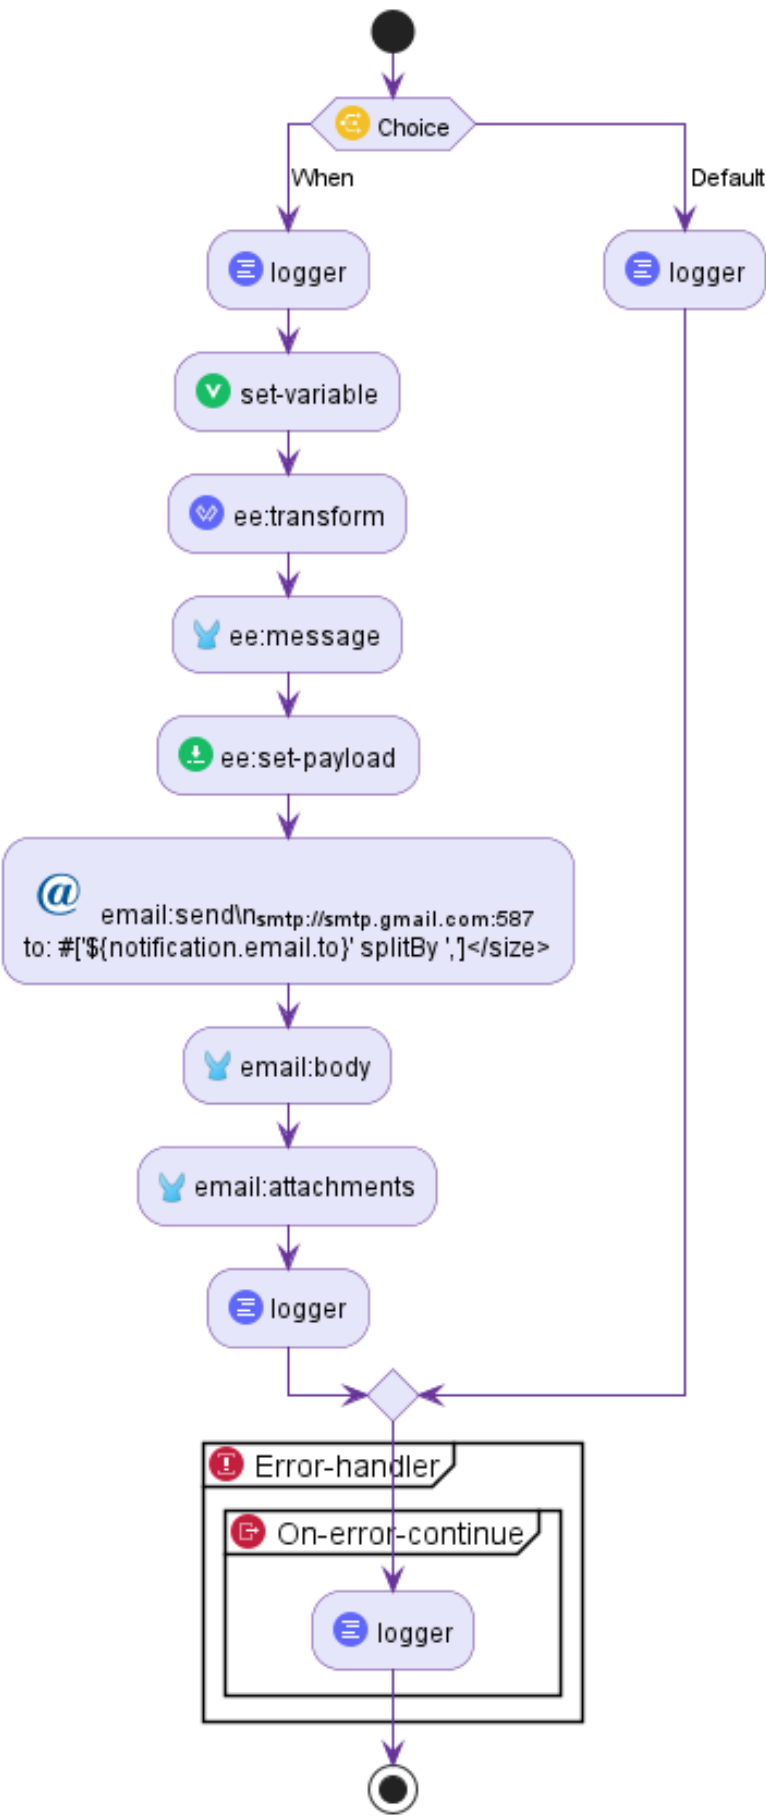 Choice
When
Default
logger
logger
set-variable
ee:transform
ee:message
ee:set-payload
@
email:send\nsmtp://smtp.gmail.com:587
to: #['${notification.email.to}' splitBy ',']</size>
email:body
email:attachments
logger
Error-handler
On-error-continue
logger